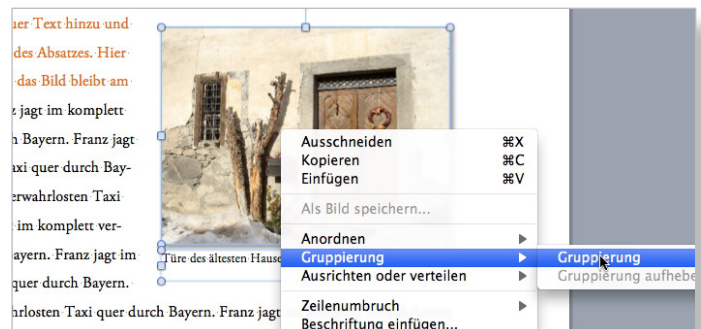 uer Text hinzu und
des Absatzes. Hier
das Bild bleibt am
z jagt im komplett
h Bayern. Franz jagt
axi quer durch Bay-
erwahrlosten Taxi
im komplett ver-
ayern. Franz jagt im
quer durch Bayern.
hrlosten Taxi quer durch Bayern. Franz jagt
Türe des ältesten Hause
Ausschneiden ⌘X
Kopieren ⌘C
Einfügen ⌘V
Als Bild speichern...
Anordnen
Gruppierung
Ausrichten oder verteilen
Zeilenumbruch
Beschriftung einfügen...
Gruppierung
Gruppierung aufhebe